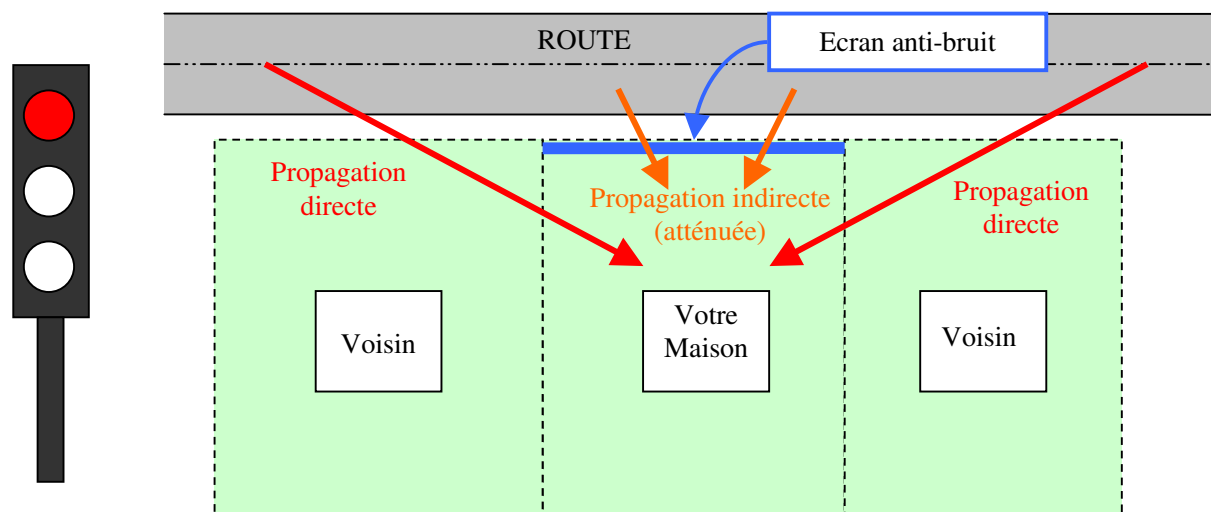 ROUTE
Ecran anti-bruit
Propagation
directe
Propagation indirecte
(atténuée)
Propagation
directe
Voisin
Votre
Maison
Voisin